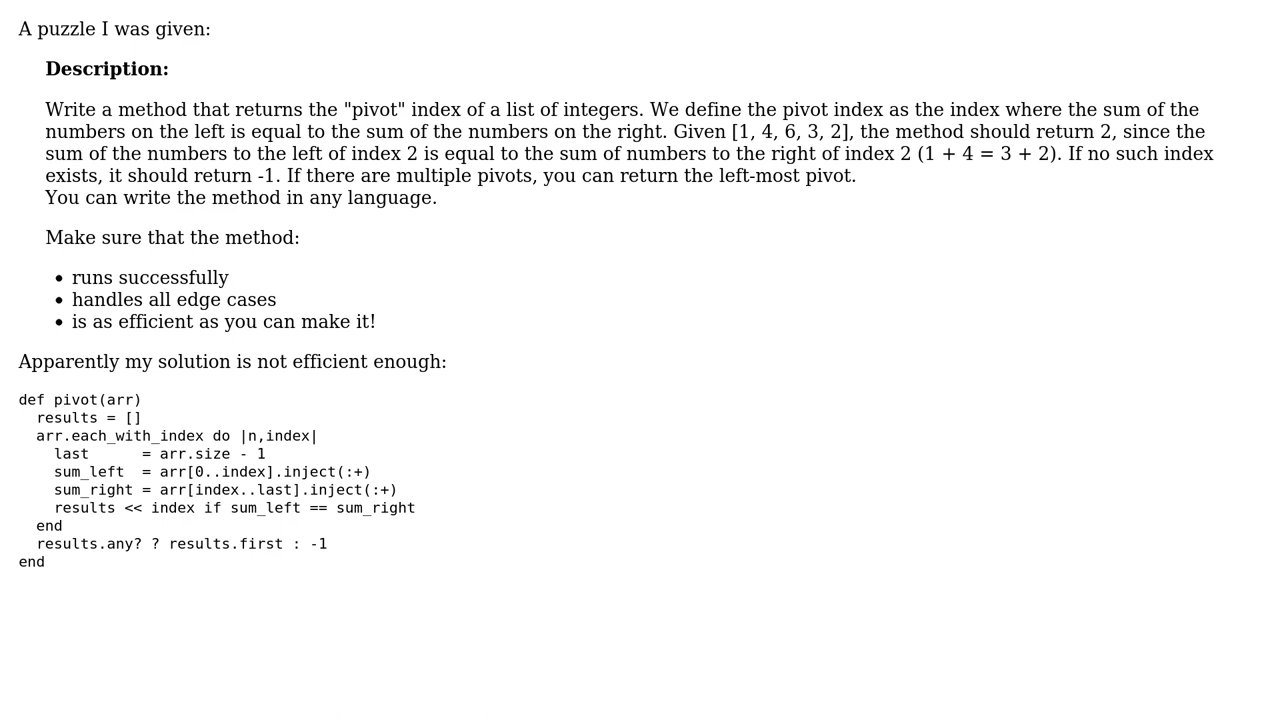 A puzzle I was given:
Description:
Write a method that returns the "pivot" index of a list of integers. We define the pivot index as the index where the sum of the
numbers on the left is equal to the sum of the numbers on the right. Given [1, 4, 6, 3, 2], the method should return 2, since the
sum of the numbers to the left of index 2 is equal to the sum of numbers to the right of index 2 (1 + 4 = 3 + 2). If no such index
exists, it should return -1. If there are multiple pivots, you can return the left-most pivot.
You can write the method in any language.
Make sure that the method:
• runs successfully
• handles all edge cases
• is as efficient as you can make it!
Apparently my solution is not efficient enough:
def pivot(arr)
  results = []
  arr.each_with_index do |n,index|
    last      = arr.size - 1
    sum_left  = arr[0..index].inject(:+)
    sum_right = arr[index..last].inject(:+)
    results << index if sum_left == sum_right
  end
  results.any? ? results.first : -1
end